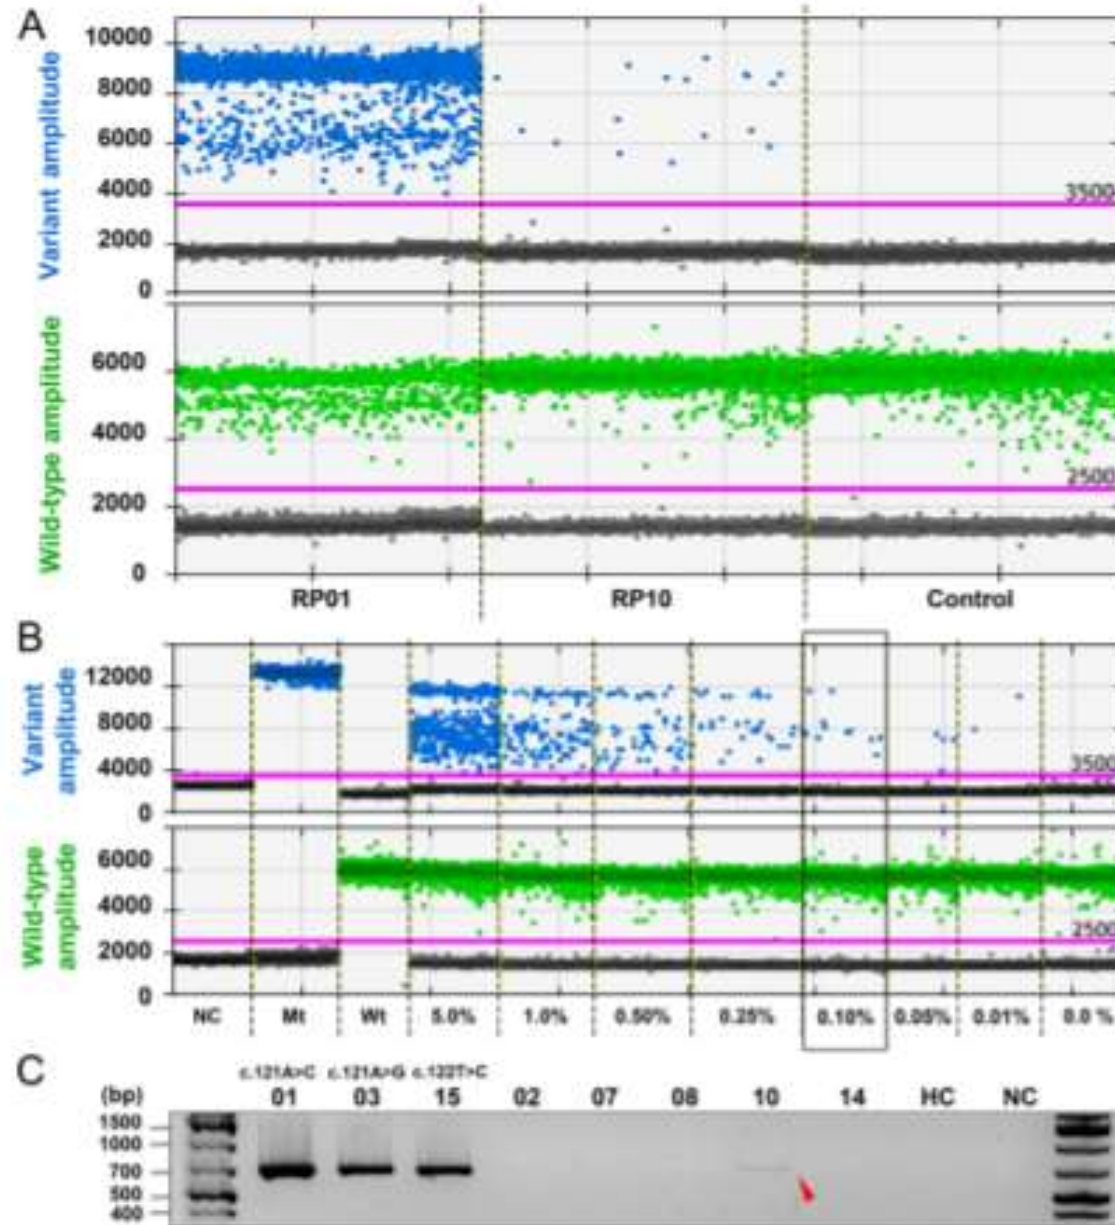 A
Variant amplitude
10000
8000
6000
4000
2000
0
3500
Wild-type amplitude
6000
4000
2000
0
2500
RP01 RP10 Control
B
Variant
amplitude
12000
8000
4000
0
3500
Wild-type
amplitude
6000
4000
2000
0
2500
NC Mt Wt 5.0% 1.0% 0.50% 0.25% 0.10% 0.05% 0.01% 0.0 %
C
c.121A>C c.121A>G c.122T>C
(bp) 01 03 15 02 07 08 10 14 HC NC
1500
1000
700
500
400